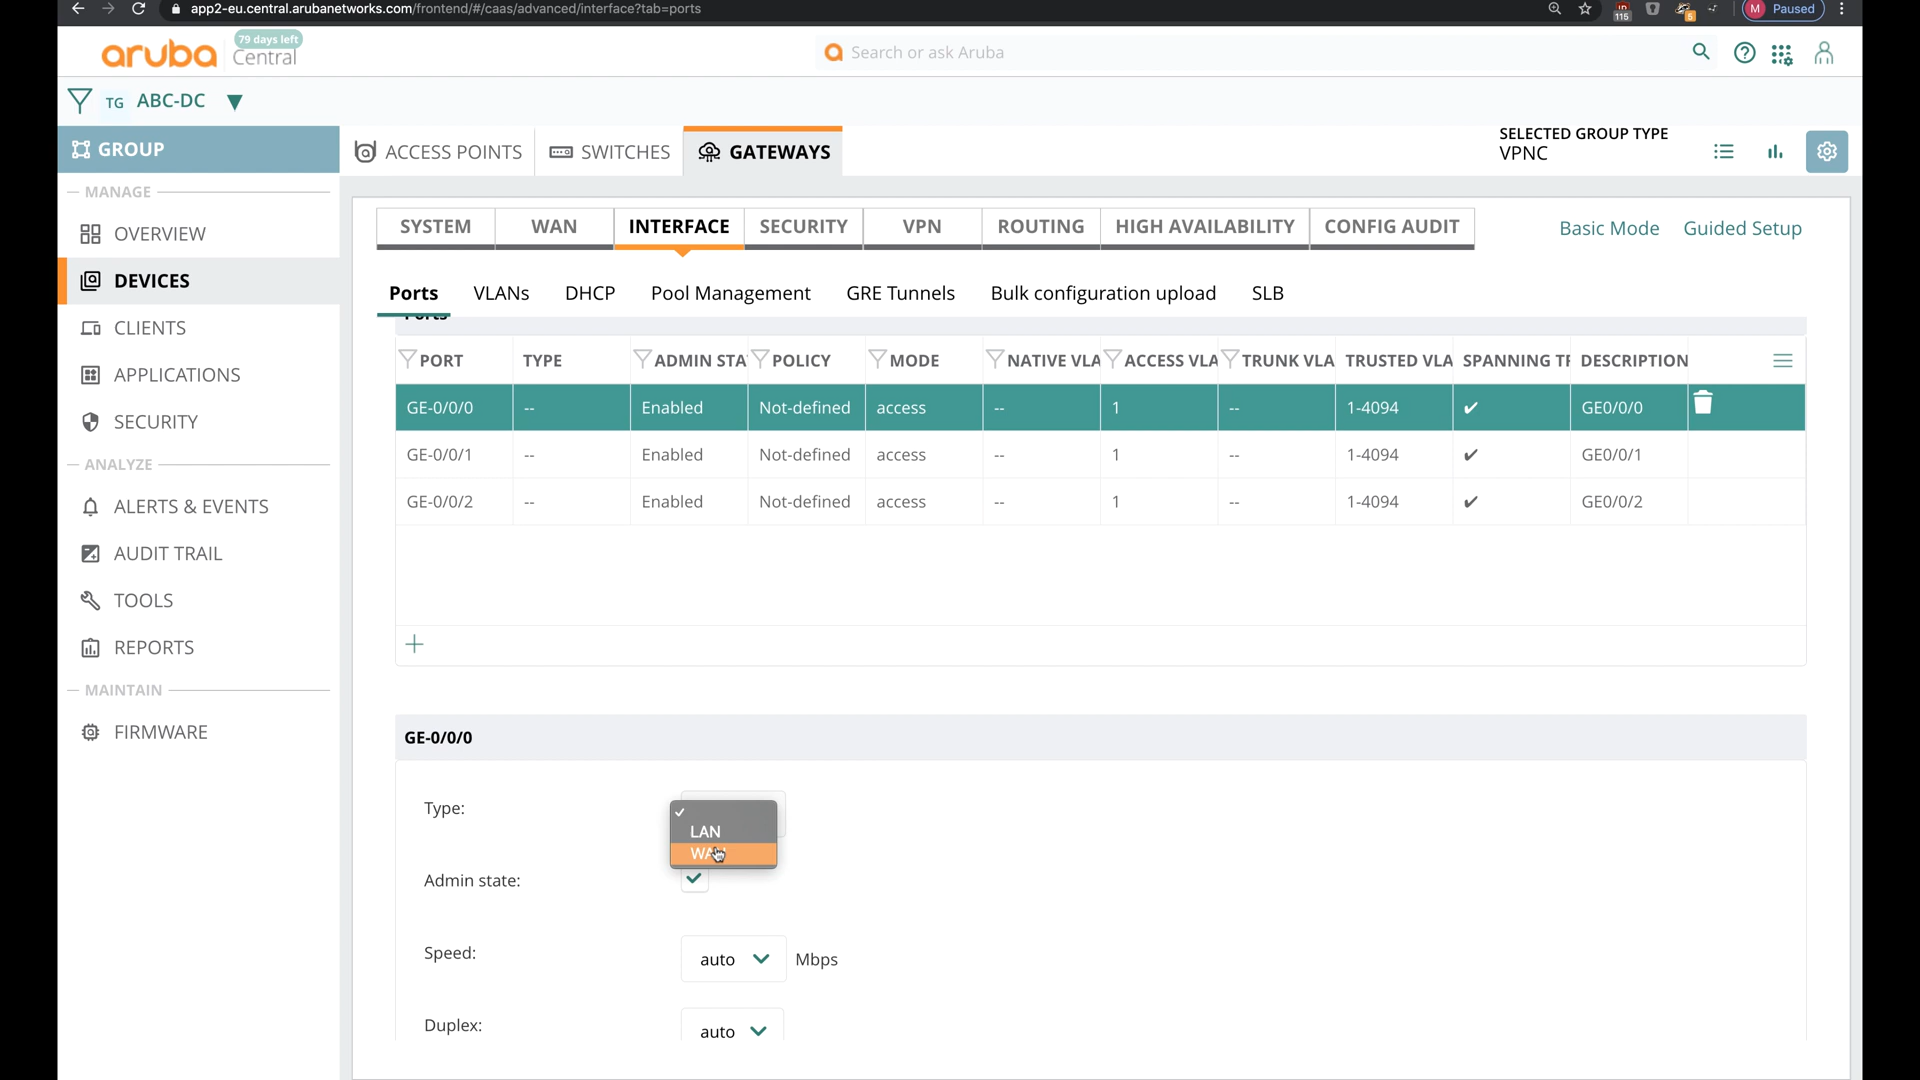 app2-eu.central.arubanetworks.com/frontend/#/caas/advanced/interface?tab=ports
115
5
M Paused
aruba
79 days left
Central
Search or ask Aruba
TG ABC-DC
GROUP
MANAGE
OVERVIEW
DEVICES
CLIENTS
APPLICATIONS
SECURITY
ANALYZE
ALERTS & EVENTS
AUDIT TRAIL
TOOLS
REPORTS
MAINTAIN
FIRMWARE
ACCESS POINTS SWITCHES GATEWAYS
SELECTED GROUP TYPE
VPNC
SYSTEM WAN INTERFACE SECURITY VPN ROUTING HIGH AVAILABILITY CONFIG AUDIT
Basic Mode Guided Setup
Ports VLANs DHCP Pool Management GRE Tunnels Bulk configuration upload SLB
Ports
PORT TYPE ADMIN STA POLICY MODE NATIVE VLA ACCESS VLA TRUNK VLA TRUSTED VLA SPANNING TR DESCRIPTION
GE-0/0/0 -- Enabled Not-defined access -- 1 -- 1-4094 ✔ GE0/0/0
GE-0/0/1 -- Enabled Not-defined access -- 1 -- 1-4094 ✔ GE0/0/1
GE-0/0/2 -- Enabled Not-defined access -- 1 -- 1-4094 ✔ GE0/0/2
GE-0/0/0
Type:
LAN
WAN
Admin state:
Speed: auto Mbps
Duplex: auto